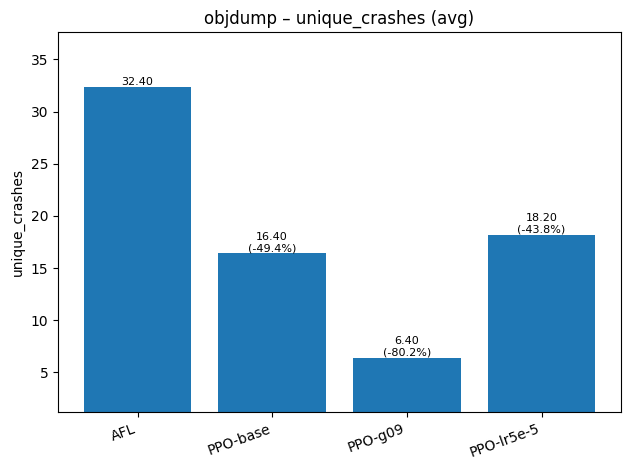 objdump – unique_crashes (avg)
unique_crashes
35
30
25
20
15
10
5
32.40
16.40
(-49.4%)
6.40
(-80.2%)
18.20
(-43.8%)
AFL
PPO-base
PPO-g09
PPO-lr5e-5